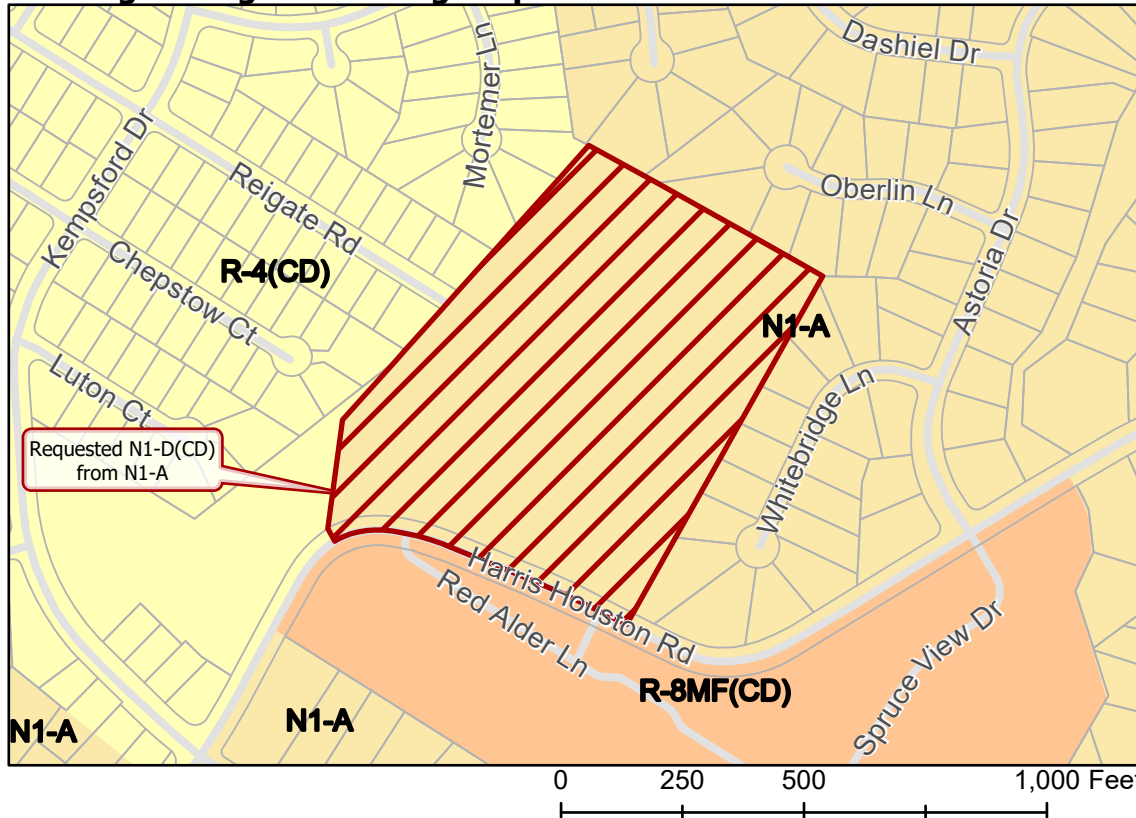 Dashiel Dr
Mortemer Ln
Kempsford Dr
Reigate Rd
Oberlin Ln
Chepstow Ct
R-4(CD)
Astoria Dr
N1-A
Luton Ct
Whitebridge Ln
Requested N1-D(CD)
from N1-A
Harris Houston Rd
Red Alder Ln
Spruce View Dr
R-8MF(CD)
N1-A
N1-A
0 250 500 1,000 Feet